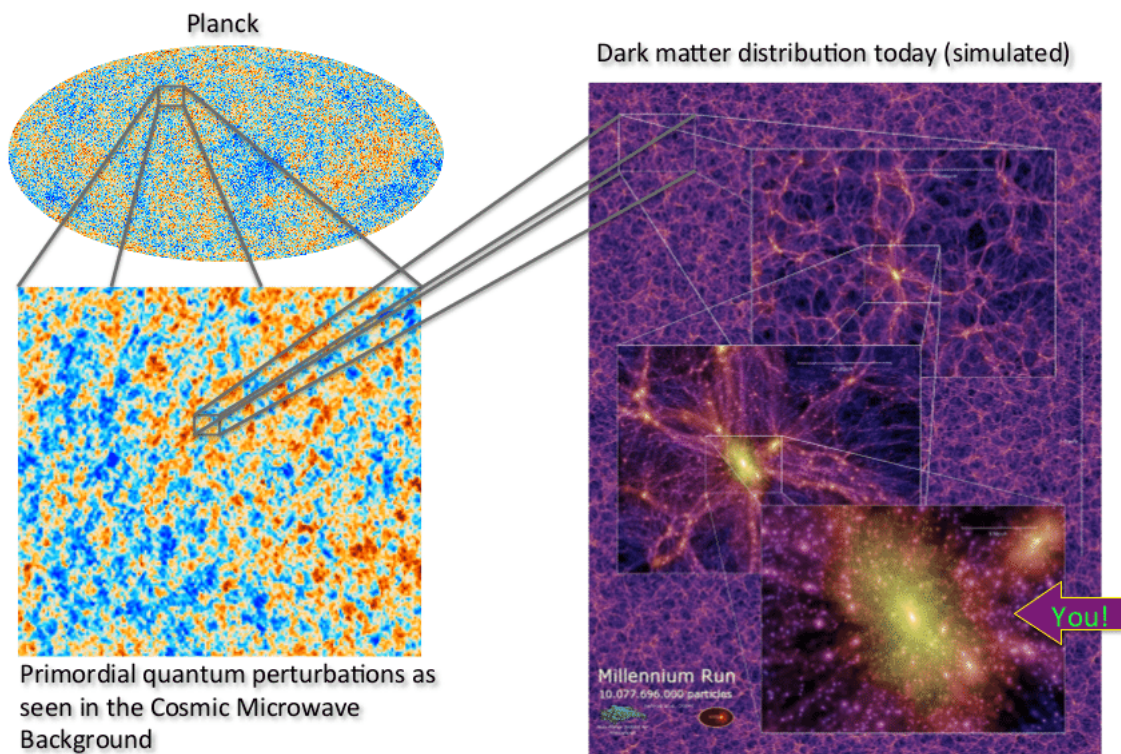 Planck
Dark matter distribution today (simulated)
You!
Millennium Run
10.077.696.000 particles
Primordial quantum perturbations as
seen in the Cosmic Microwave
Background